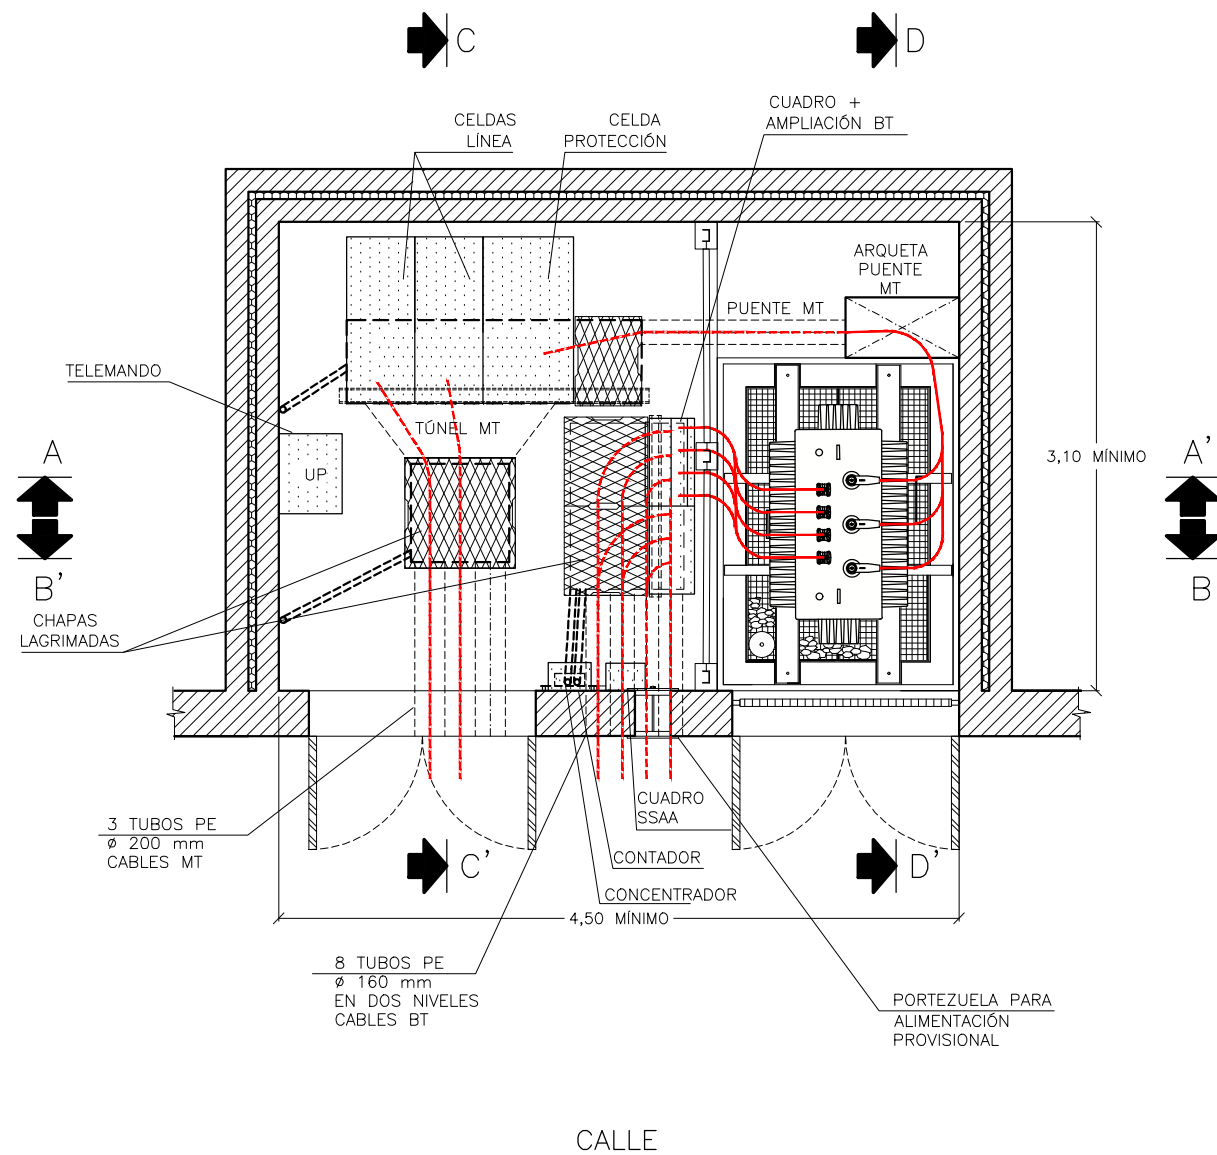 C
D
CUADRO +
AMPLIACIÓN BT
CELDAS
LÍNEA
CELDA
PROTECCIÓN
ARQUETA
PUENTE
MT
PUENTE MT
TELEMANDO
TÚNEL MT
A
UP
3,10 MÍNIMO
A'
B'
B
CHAPAS
LAGRIMADAS
CUADRO
SSAA
3 TUBOS PE
ø 200 mm
CABLES MT
C'
CONTADOR
D'
CONCENTRADOR
4,50 MÍNIMO
8 TUBOS PE
ø 160 mm
EN DOS NIVELES
CABLES BT
PORTEZUELA PARA
ALIMENTACIÓN
PROVISIONAL
CALLE